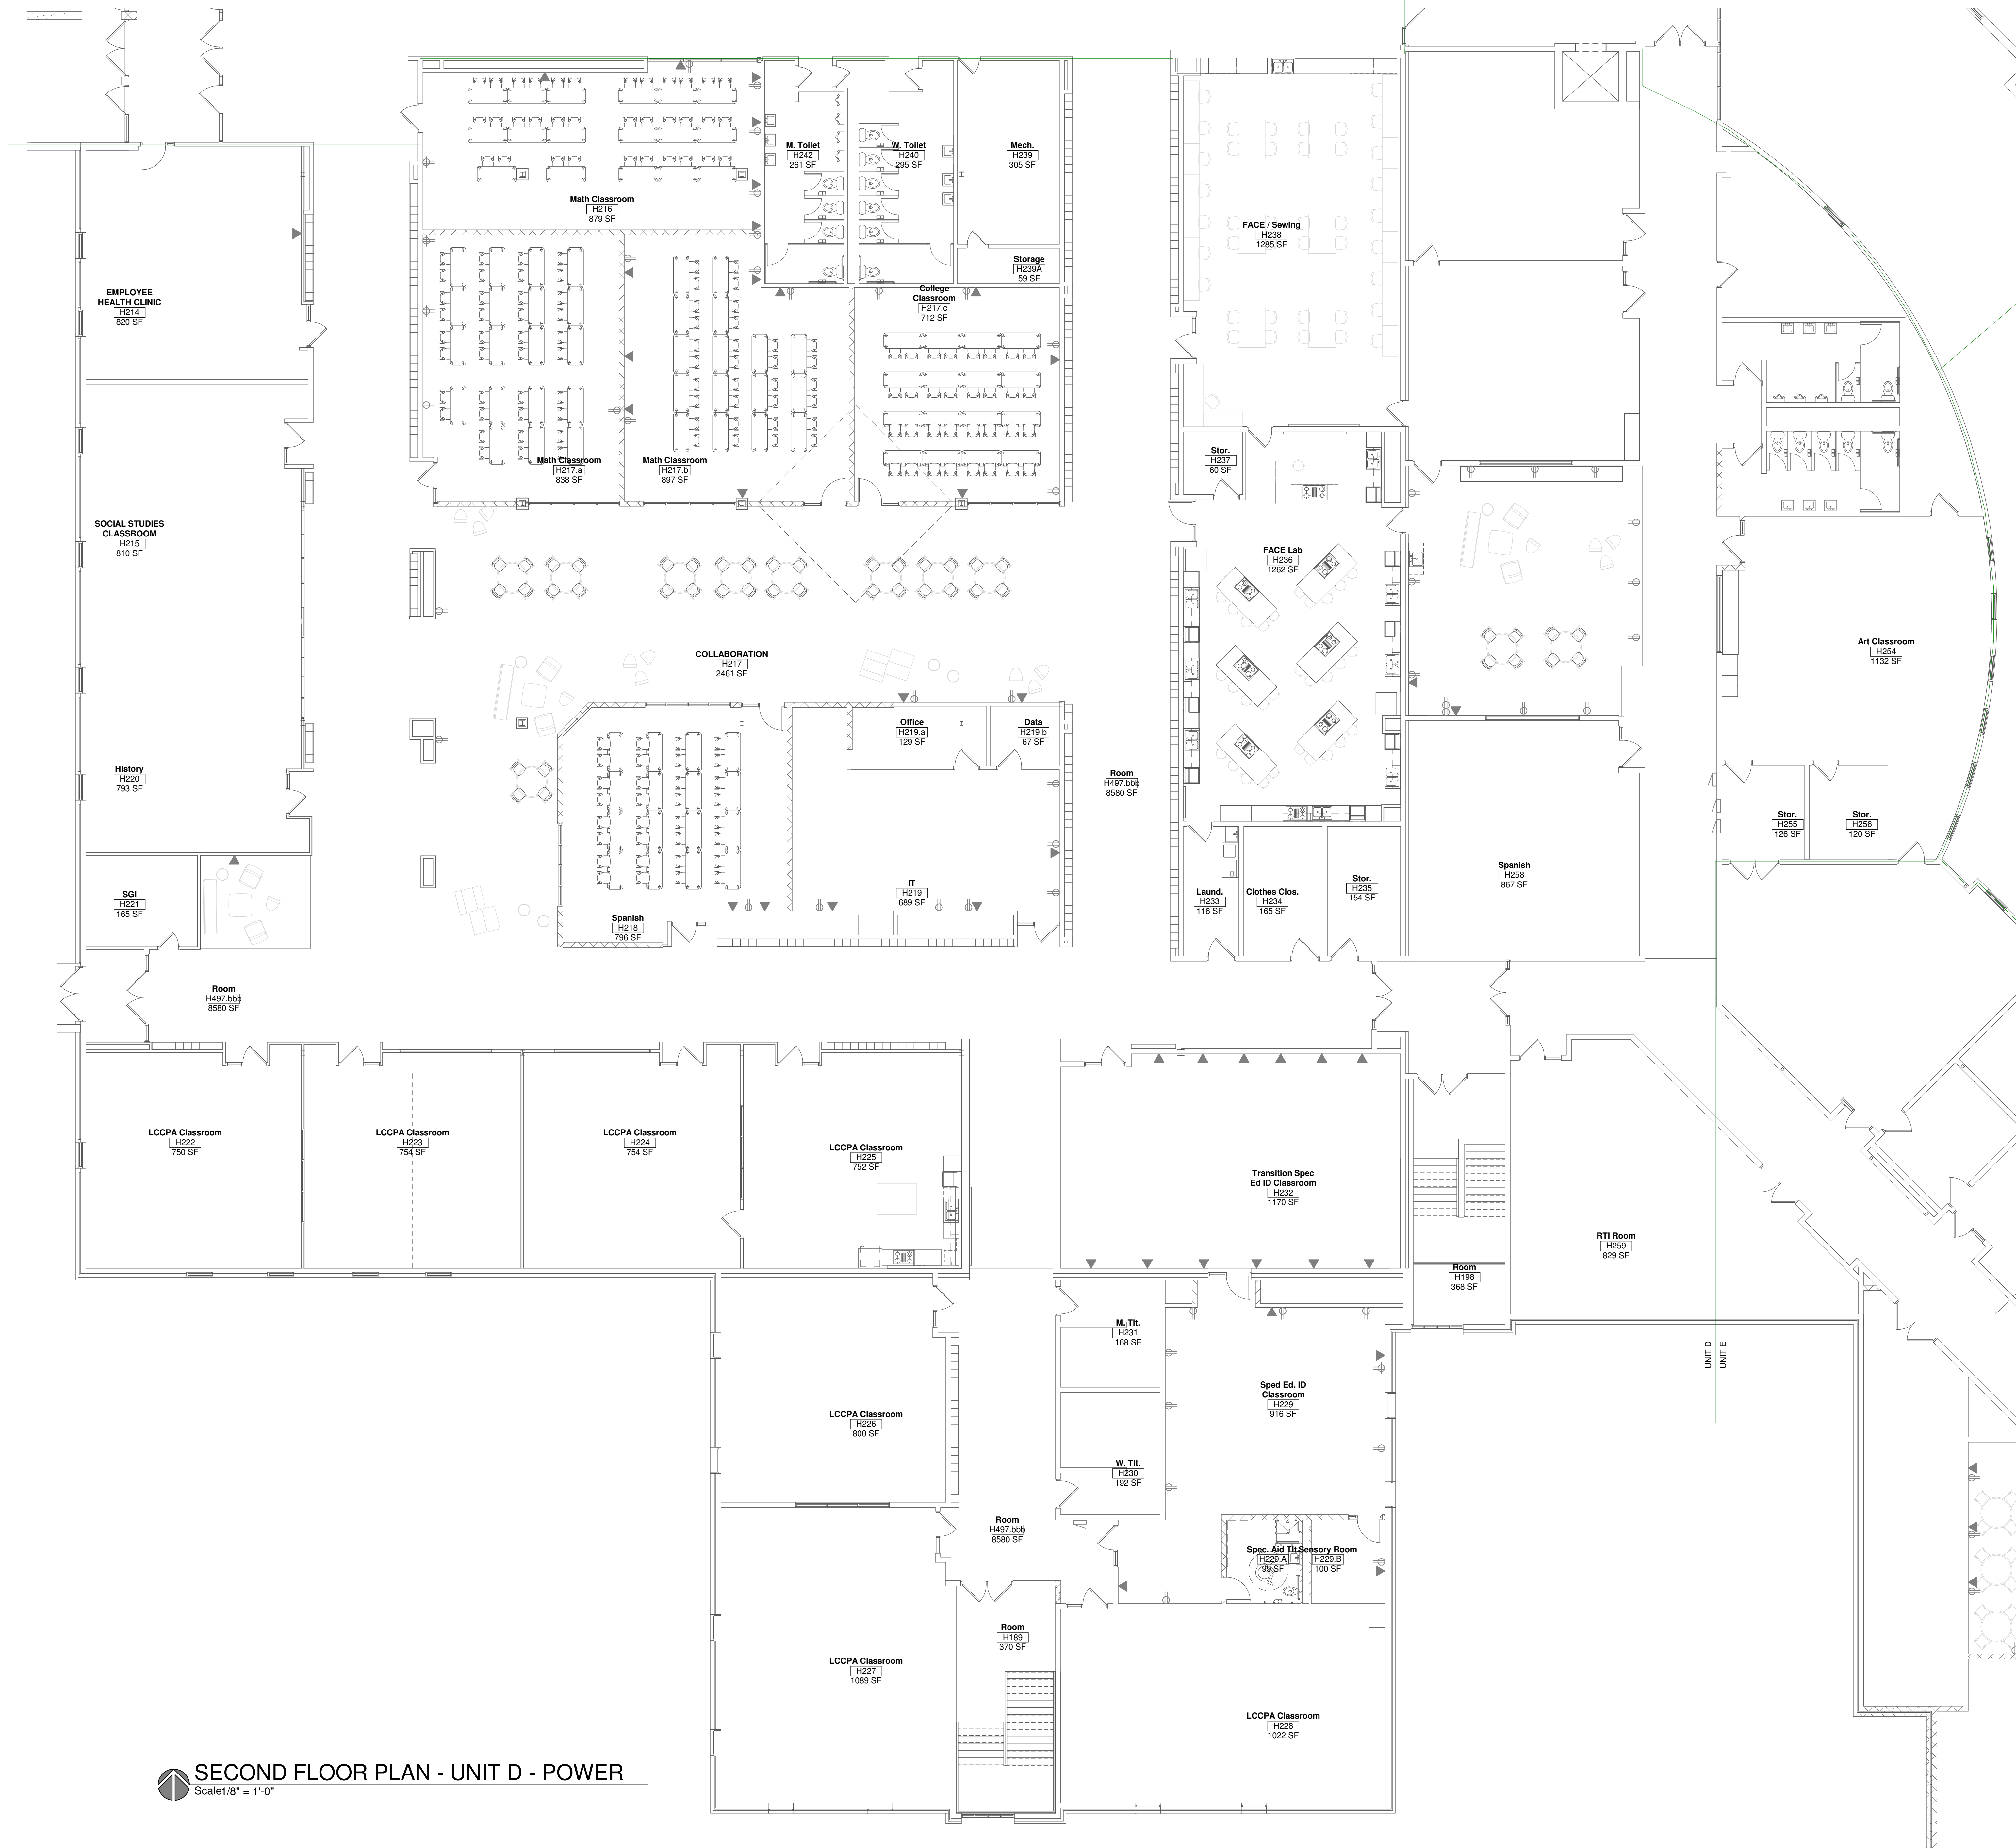 M. Toilet
H242
261 SF
W. Toilet
H240
295 SF
Mech.
H239
305 SF
Math Classroom
H216
879 SF
FACE / Sewing
H238
1285 SF
Storage
H239A
59 SF
EMPLOYEE
HEALTH CLINIC
H214
820 SF
College
Classroom
H217.c
712 SF
Math Classroom
H217.a
838 SF
Math Classroom
H217.b
897 SF
Stor.
H237
60 SF
SOCIAL STUDIES
CLASSROOM
H215
810 SF
FACE Lab
H236
1262 SF
COLLABORATION
H217
2461 SF
Art Classroom
H254
1132 SF
Office
H219.a
129 SF
Data
H219.b
67 SF
History
H220
793 SF
Room
H497.bbb
8580 SF
Stor.
H255
126 SF
Stor.
H256
120 SF
SGI
H221
165 SF
IT
H219
689 SF
Spanish
H218
796 SF
Laund.
H233
116 SF
Clothes Clos.
H234
165 SF
Stor.
H235
154 SF
Spanish
H258
867 SF
Room
H497.bbb
8580 SF
LCCPA Classroom
H222
750 SF
LCCPA Classroom
H223
754 SF
LCCPA Classroom
H224
754 SF
LCCPA Classroom
H225
752 SF
Transition Spec
Ed ID Classroom
H232
1170 SF
RTI Room
H259
829 SF
Room
H198
368 SF
M. Tlt.
H231
168 SF
UNIT D
UNIT E
Sped Ed. ID
Classroom
H229
916 SF
LCCPA Classroom
H226
800 SF
W. Tlt.
H230
192 SF
Room
H497.bbb
8580 SF
Spec. Aid Tlt.
H229.A
99 SF
Sensory Room
H229.B
100 SF
Room
H189
370 SF
LCCPA Classroom
H227
1089 SF
LCCPA Classroom
H228
1022 SF
SECOND FLOOR PLAN - UNIT D - POWER
Scale1/8" = 1'-0"